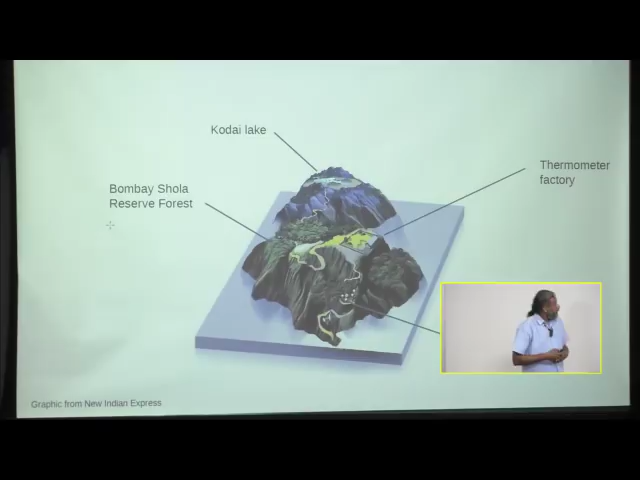 Kodai lake
Thermometer
factory
Bombay Shola
Reserve Forest
Graphic from New Indian Express